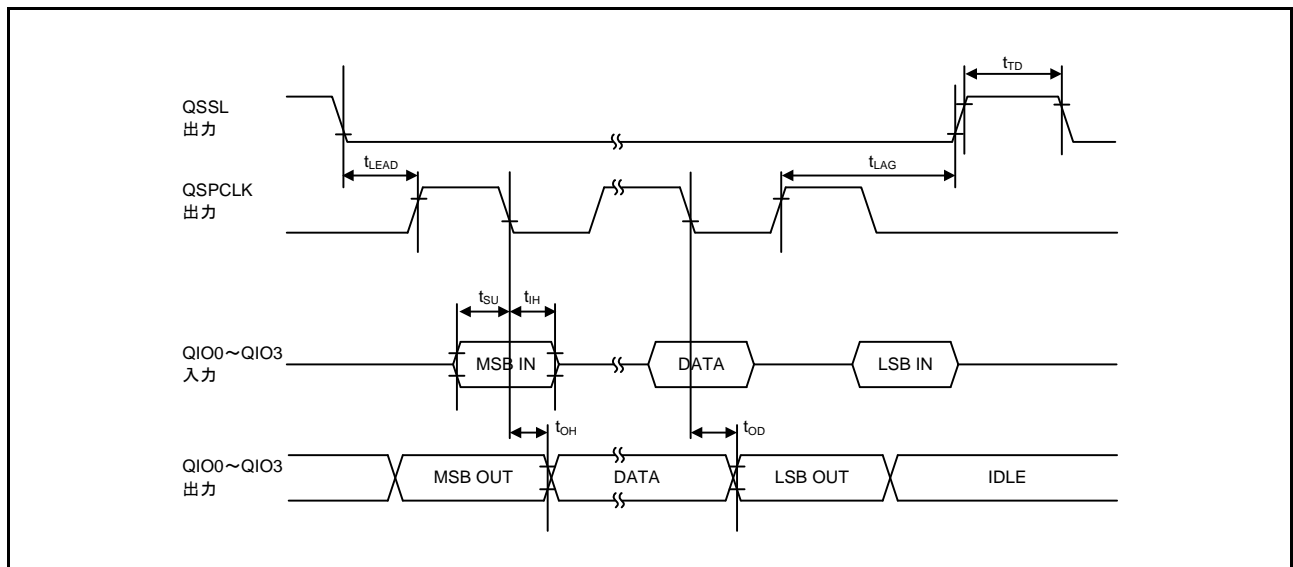 tTD
QSSL
出力
tLEAD
tLAG
QSPCLK
出力
tSU
tIH
QIO0～QIO3
入力
MSB IN
DATA
LSB IN
tOH
tOD
QIO0～QIO3
出力
MSB OUT
DATA
LSB OUT
IDLE